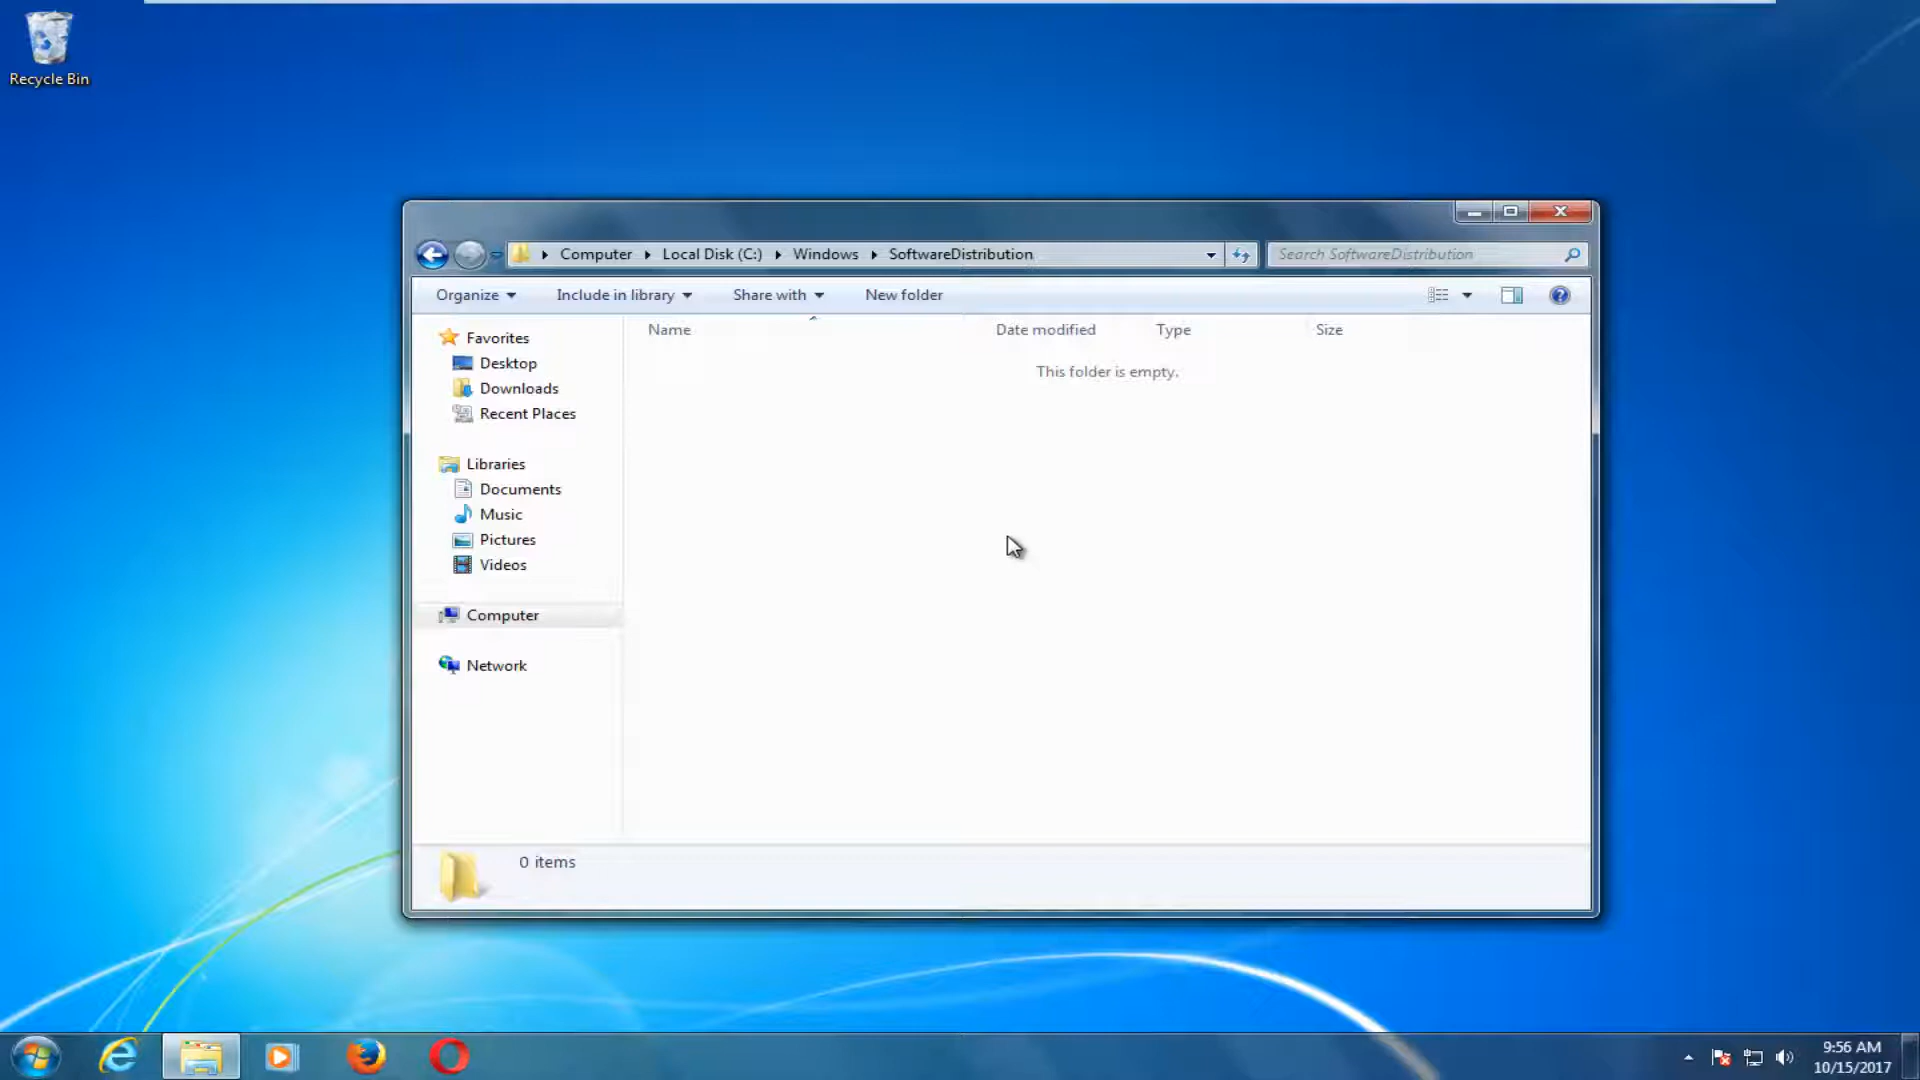 Recycle Bin
Computer Local Disk (C:) Windows SoftwareDistribution
Search SoftwareDistribution
Organize Include in library Share with New folder
Name Date modified Type Size
This folder is empty.
Favorites
Desktop
Downloads
Recent Places
Libraries
Documents
Music
Pictures
Videos
Computer
Network
0 items
9:56 AM
10/15/2017